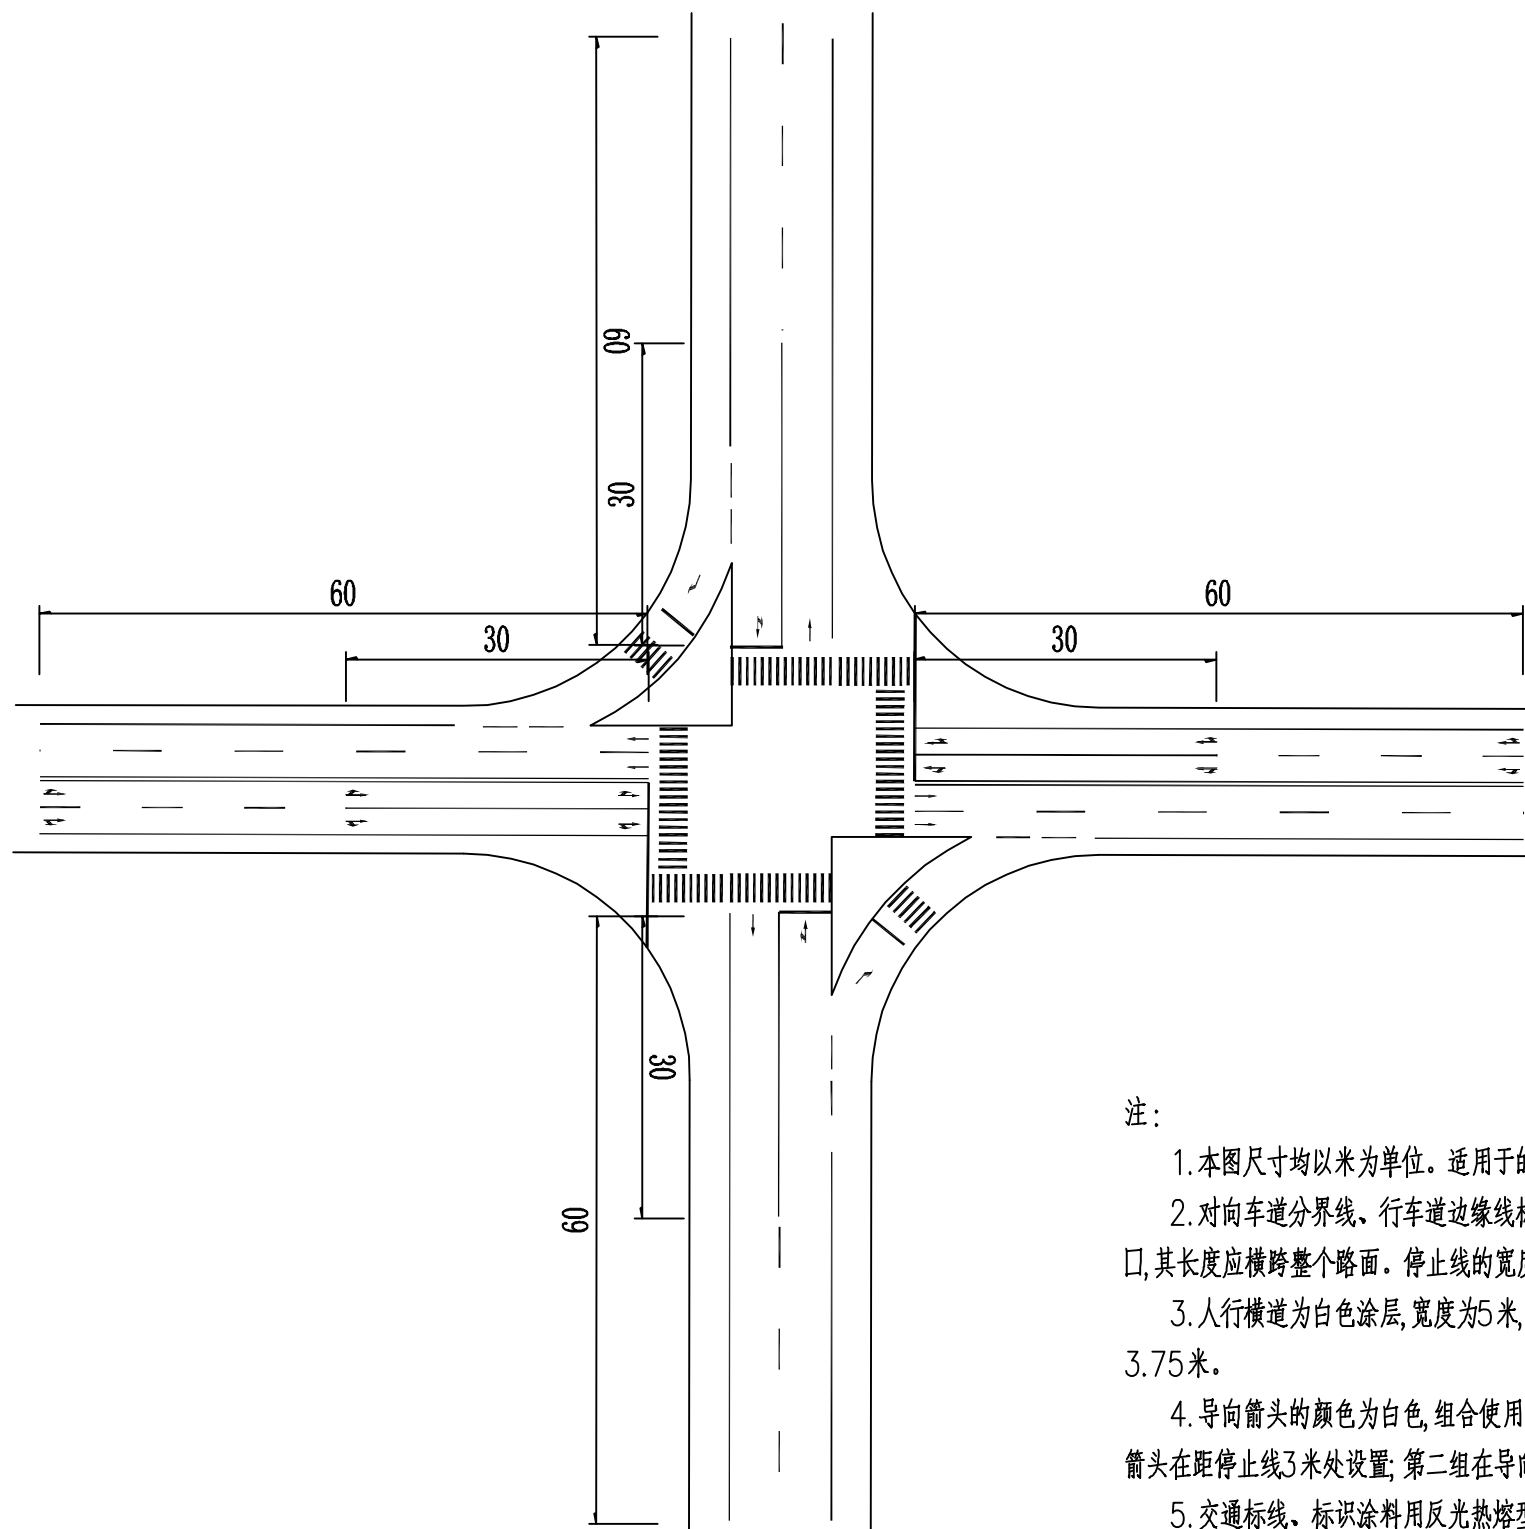 60
30
60
30
60
30
30
60
注:
1.本图尺寸均以米为单位。适用于的
2.对向车道分界线、行车道边缘线
口,其长度应横跨整个路面。停止线的宽度
3.人行横道为白色涂层,宽度为5米,
3.75米。
4.导向箭头的颜色为白色,组合使用
箭头在距停止线3米处设置;第二组在导向
5.交通标线、标识涂料用反光热熔型